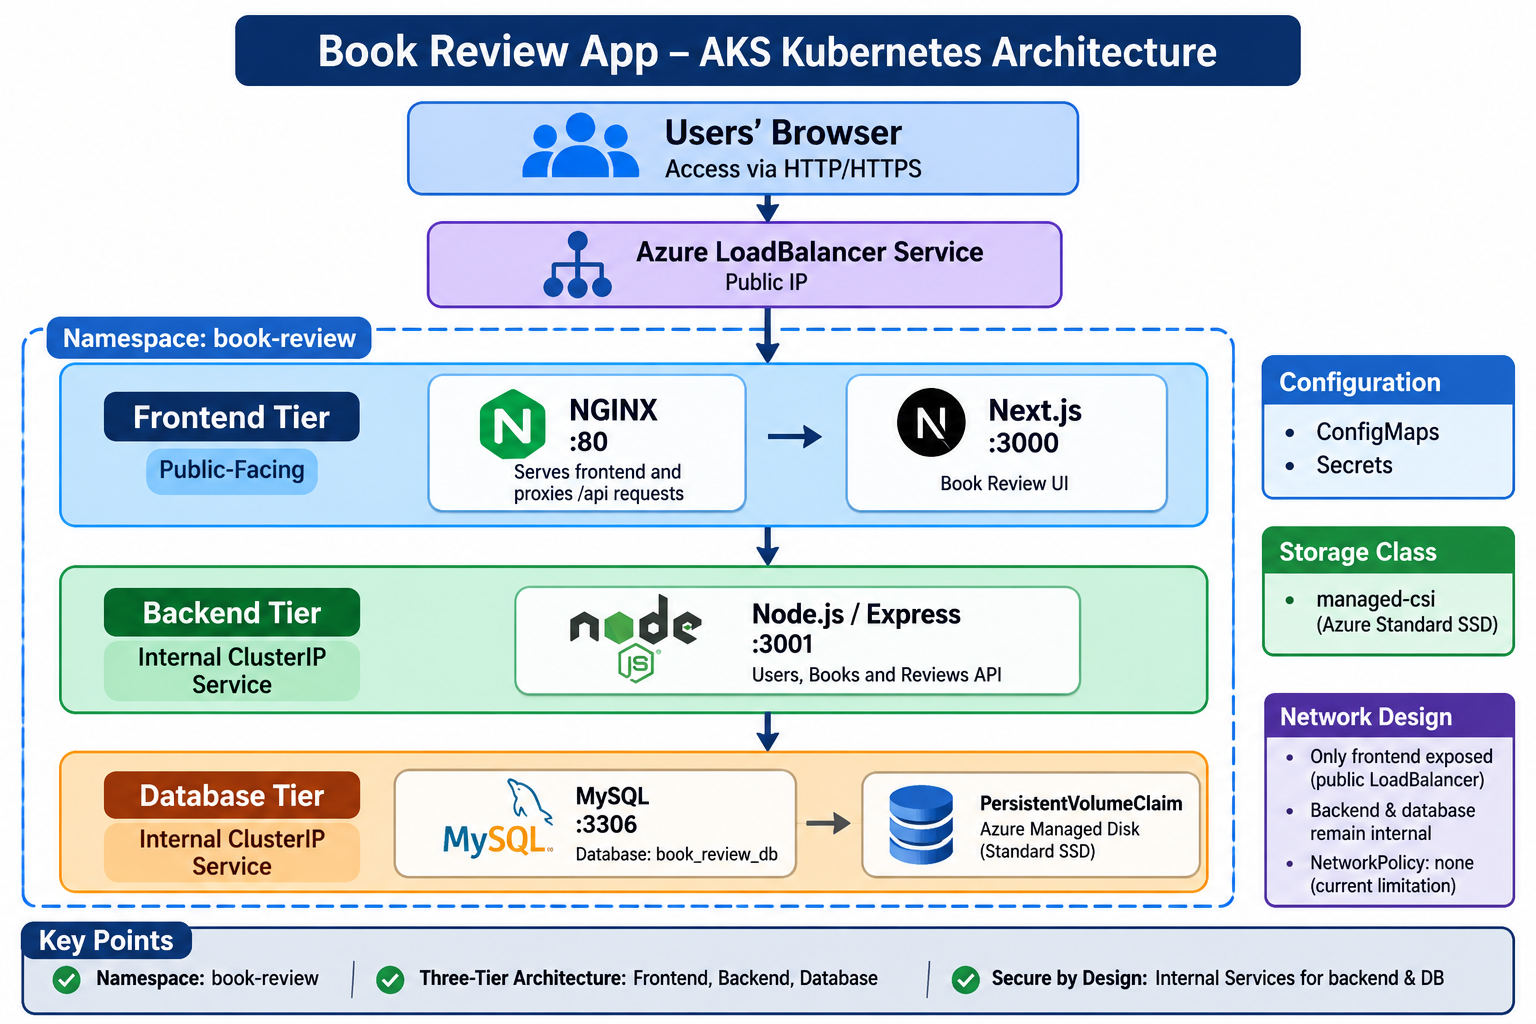 Book Review App – AKS Kubernetes Architecture
Users' Browser
Access via HTTP/HTTPS
Azure LoadBalancer Service
Public IP
Namespace: book-review
Frontend Tier
Public-Facing
N
NGINX
:80
Serves frontend and
proxies /api requests
N
Next.js
:3000
Book Review UI
Backend Tier
Internal ClusterIP
Service
node
JS
Node.js / Express
:3001
Users, Books and Reviews API
Database Tier
Internal ClusterIP
Service
MySQL
MySQL
:3306
Database: book_review_db
PersistentVolumeClaim
Azure Managed Disk
(Standard SSD)
Configuration
• ConfigMaps
• Secrets
Storage Class
• managed-csi
(Azure Standard SSD)
Network Design
• Only frontend exposed
(public LoadBalancer)
• Backend & database
remain internal
• NetworkPolicy: none
(current limitation)
Key Points
Namespace: book-review
Three-Tier Architecture: Frontend, Backend, Database
Secure by Design: Internal Services for backend & DB